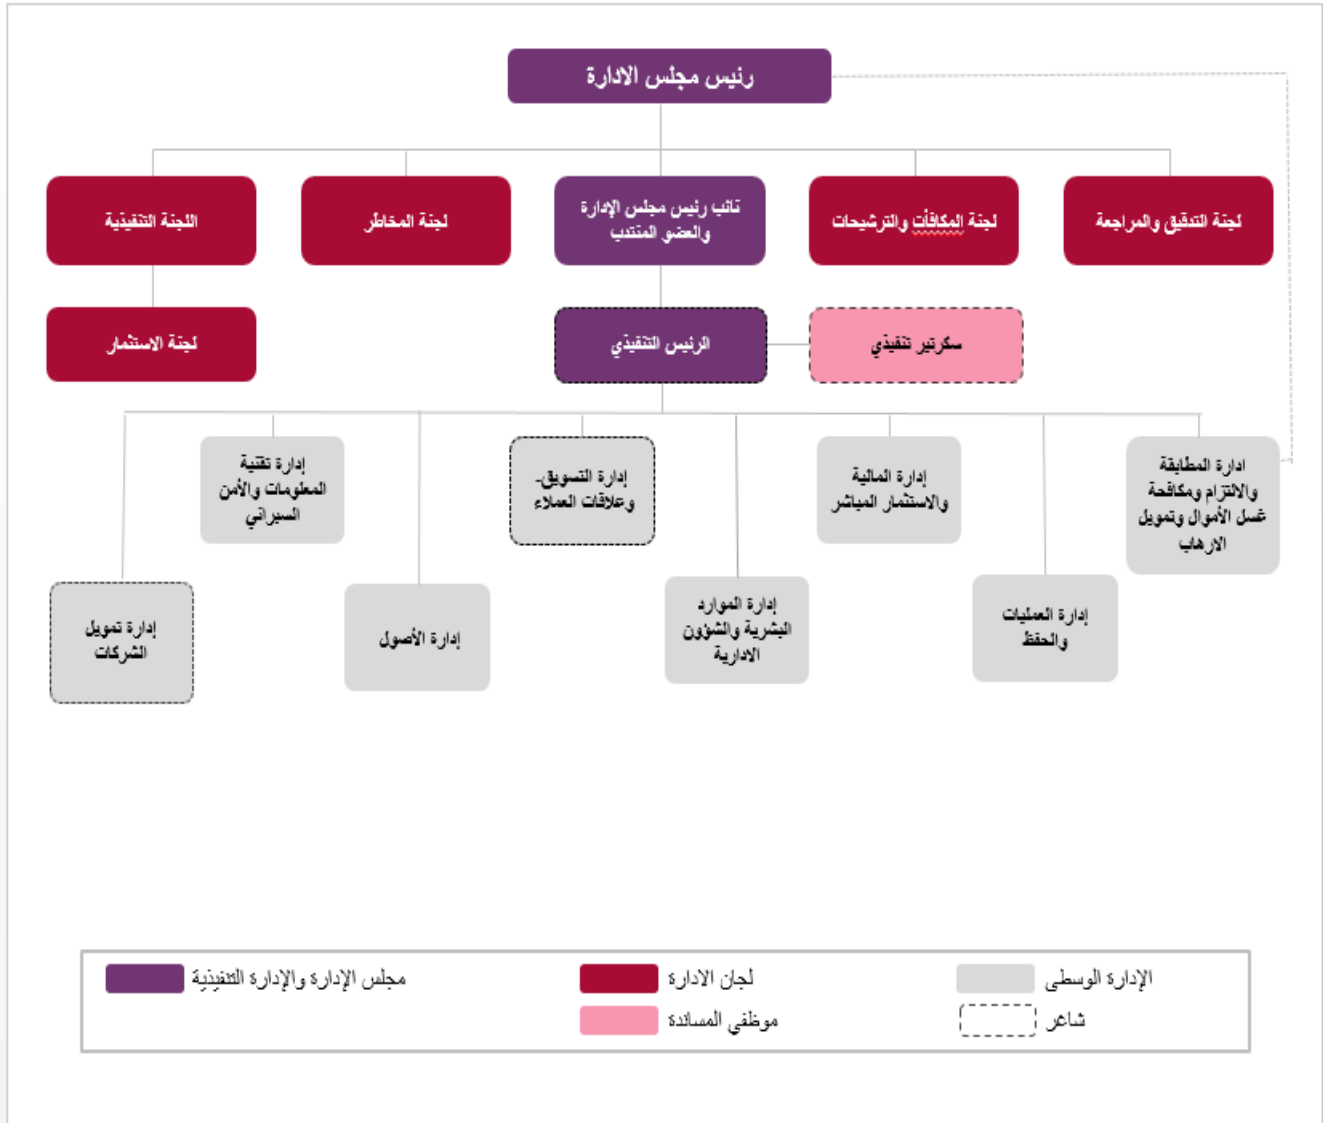 رئيس مجلس الادارة
لجنة التدقيق والمراجعة
لجنة المكافأت والترشيحات
نائب رئيس مجلس الإدارة
والعضو المنتدب
لجنة المخاطر
اللجنة التنفيذية
سكرتير تنفيذي
الرئيس التنفيذي
لجنة الاستثمار
ادارة المطابقة
والالتزام ومكافحة
غسل الأموال وتمويل
الارهاب
إدارة المالية
والاستثمار المباشر
إدارة التسويق-
وعلاقات العملاء
إدارة تقنية
المعلومات والأمن
السيراني
إدارة العمليات
والحفظ
إدارة الموارد
البشرية والشؤون
الادارية
إدارة الأصول
إدارة تمويل
الشركات
الإدارة الوسطى
لجان الادارة
مجلس الإدارة والإدارة التنفيذية
شاغر
موظفي المساندة